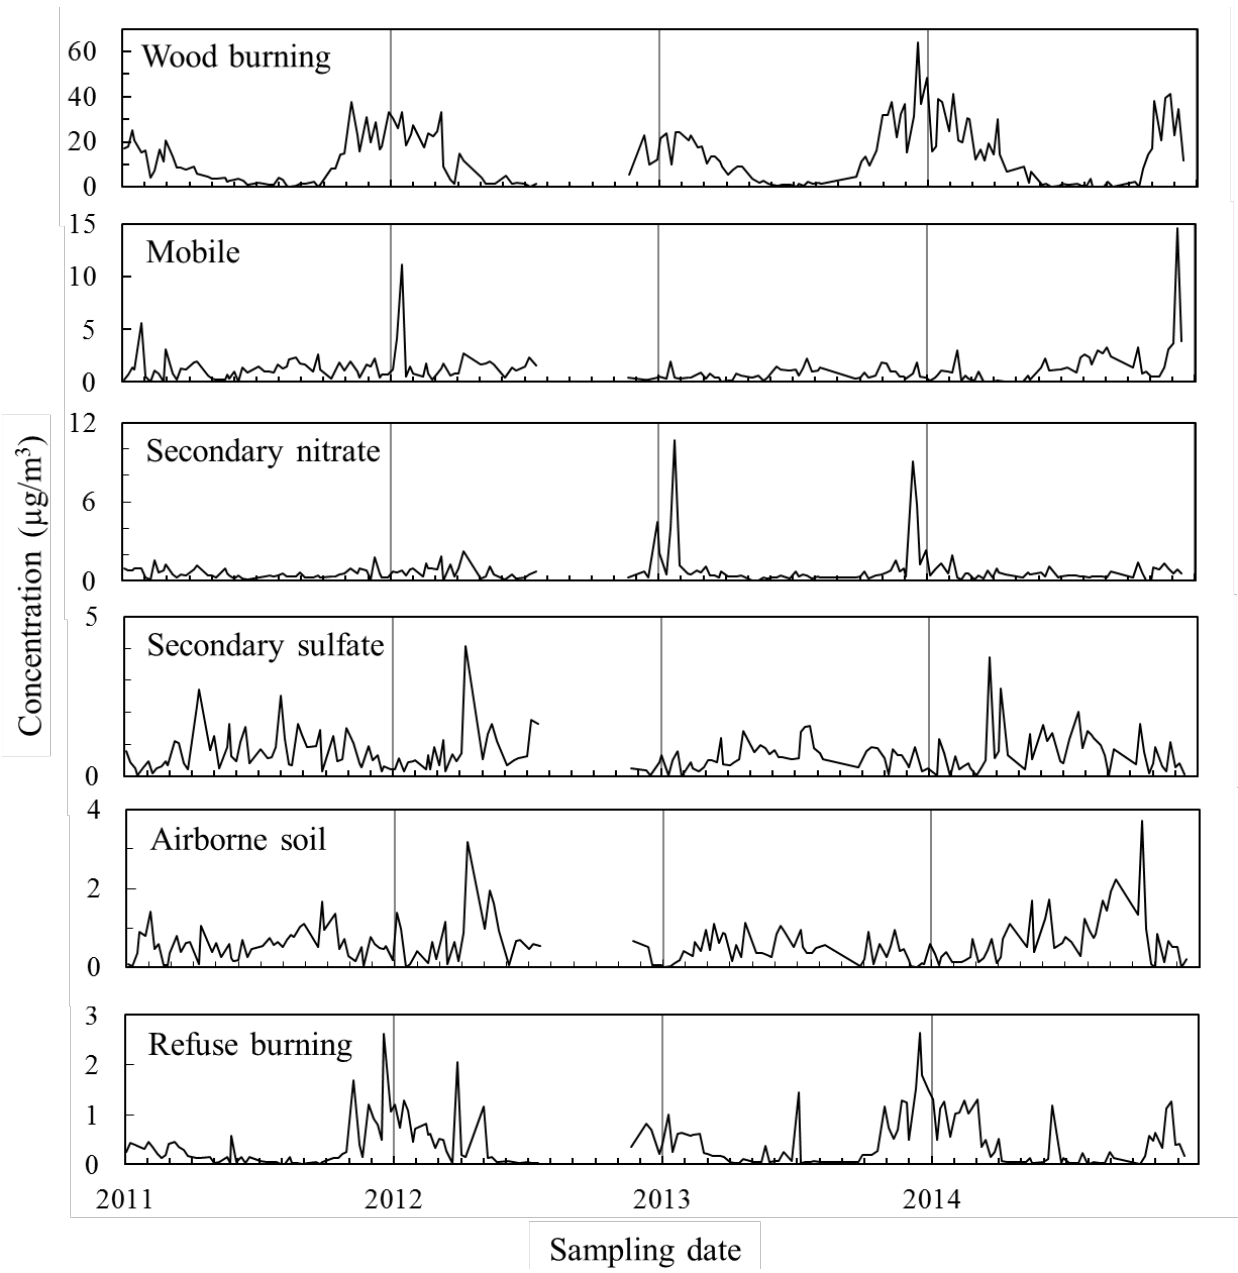 Wood burning
60
40
20
0
Mobile
15
10
5
0
Secondary nitrate
12
6
0
Secondary sulfate
5
0
Airborne soil
4
2
0
Refuse burning
3
2
1
0
2011 2012 2013 2014
Concentration (μg/m³)
Sampling date